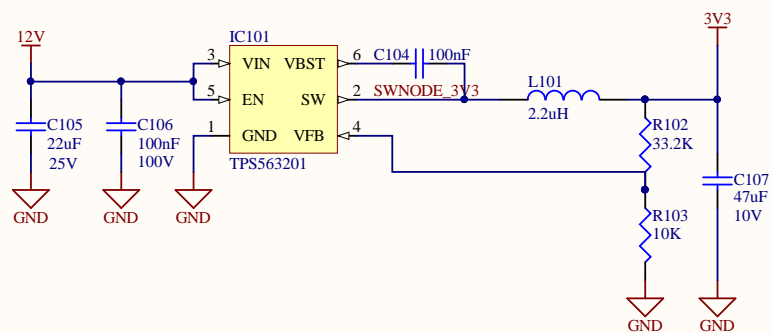 12V
IC101
3V3
3 VIN VBST 6
C104 100nF
5 EN SW 2
SWNODE_3V3
L101
2.2uH
1 GND VFB 4
TPS563201
C105
22uF
25V
C106
100nF
100V
R102
33.2K
C107
47uF
10V
R103
10K
GND
GND
GND
GND
GND